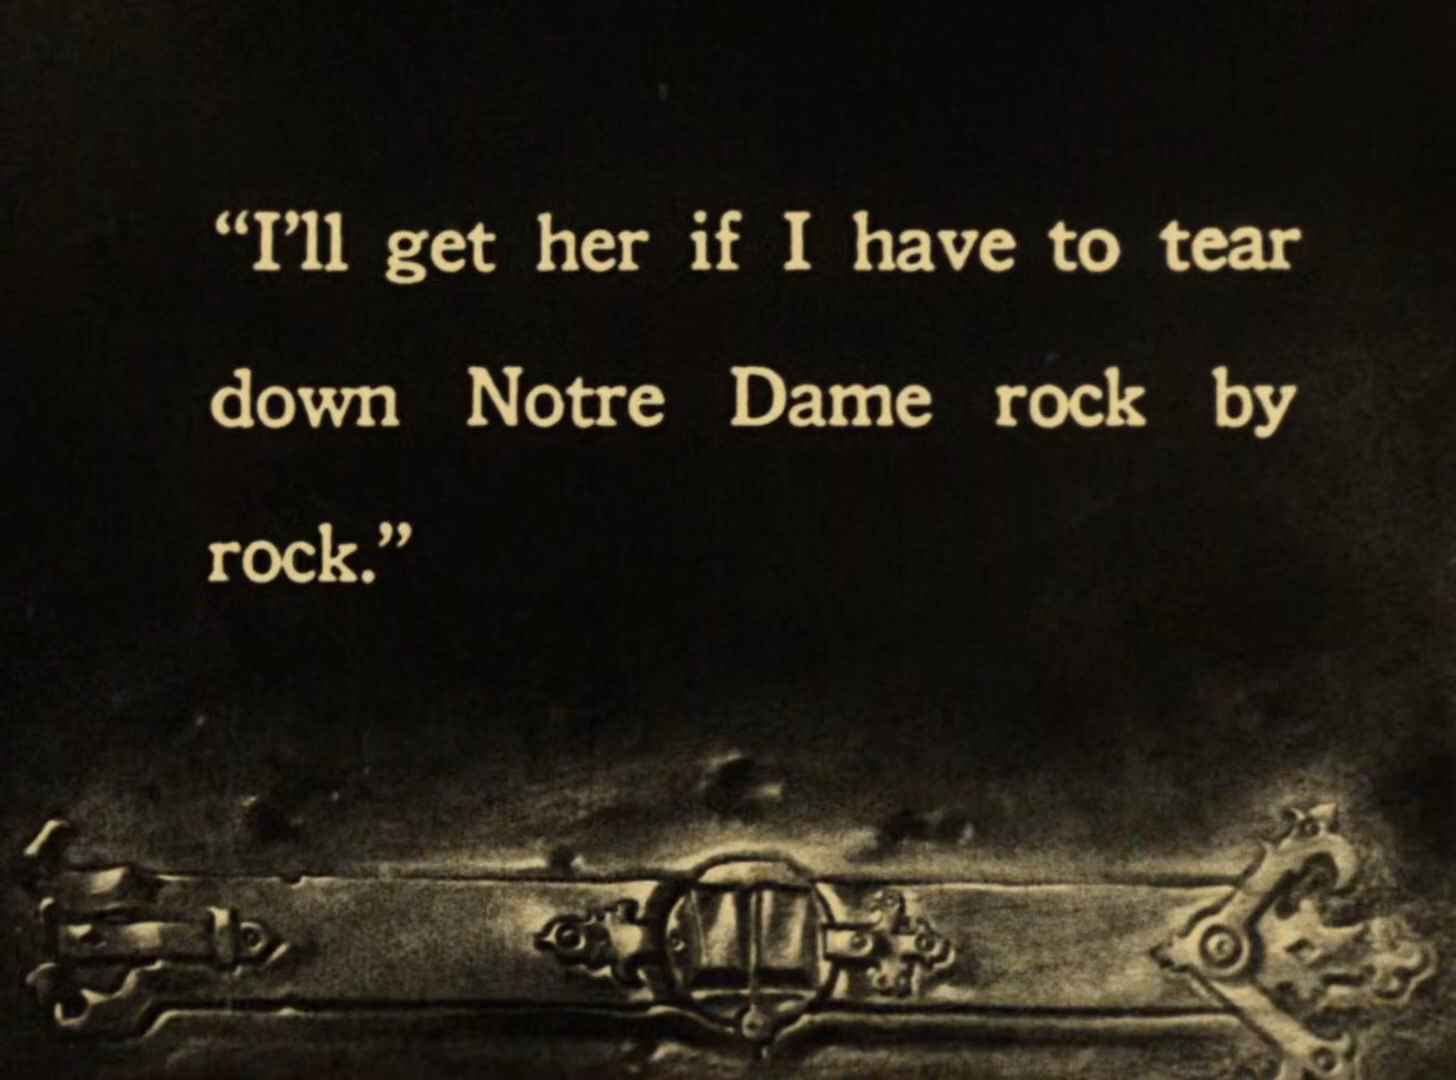 “I’ll get her if I have to tear
down Notre Dame rock by
rock.”